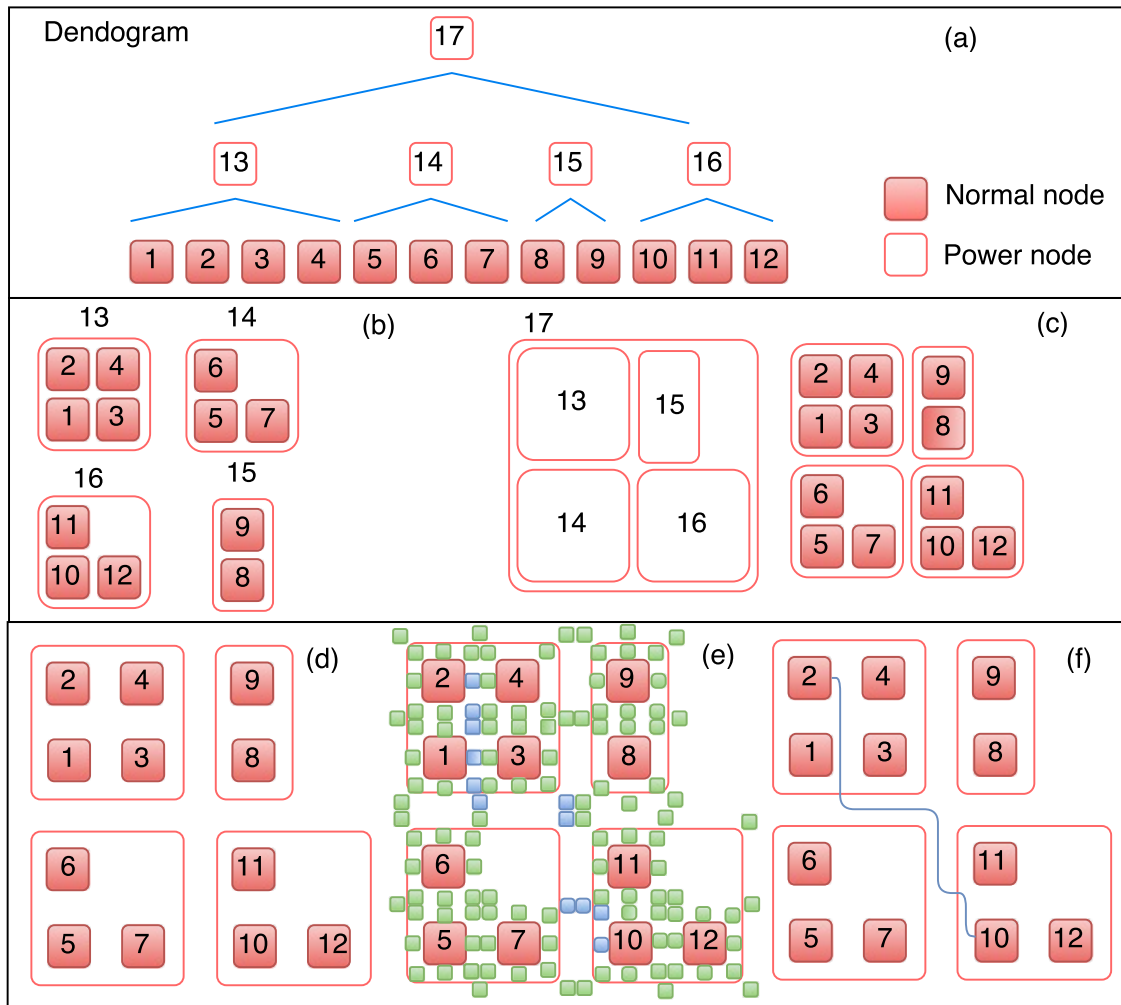 Dendogram
17
(a)
13 14 15 16
Normal node
Power node
1 2 3 4 5 6 7 8 9 10 11 12
13 14 (b)
2 4 6
1 3 5 7
16 15
11 9
10 12 8
17 (c)
13 15
14 16
2 4 9
1 3 8
6 11
5 7 10 12
(d)
2 4 9
1 3 8
6 11
5 7 10 12
(e)
2 4 9
1 3 8
6 11
5 7 10 12
(f)
2 4 9
1 3 8
6 11
5 7 10 12